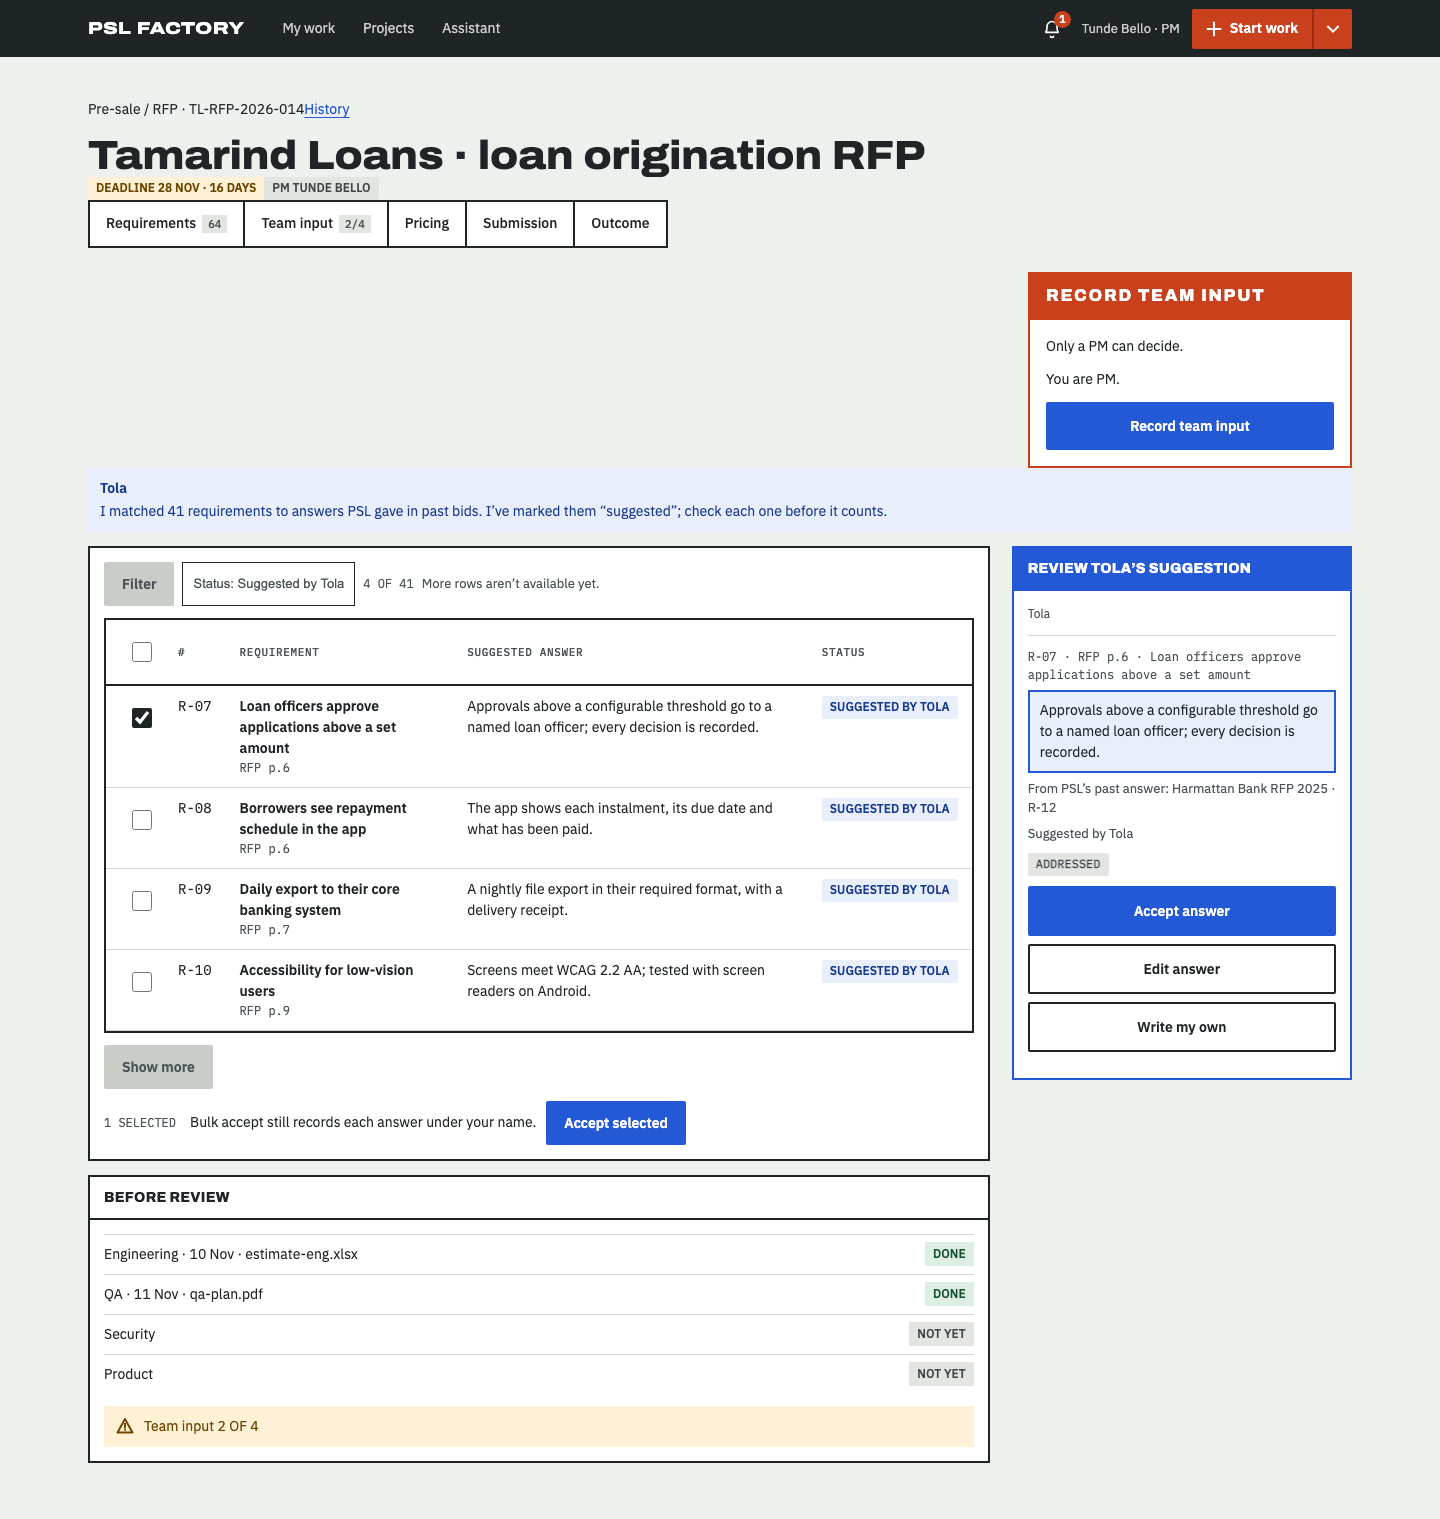 PSL FACTORY
My work
Projects
Assistant
1
Tunde Bello · PM
Start work
Pre-sale / RFP · TL-RFP-2026-014History
Tamarind Loans · loan origination RFP
DEADLINE 28 NOV · 16 DAYS
PM TUNDE BELLO
Requirements 64
Team input 2/4
Pricing
Submission
Outcome
RECORD TEAM INPUT
Only a PM can decide.
You are PM.
Record team input
Tola
I matched 41 requirements to answers PSL gave in past bids. I’ve marked them “suggested”; check each one before it counts.
Filter
Status: Suggested by Tola
4 OF 41
More rows aren’t available yet.
#
REQUIREMENT
SUGGESTED ANSWER
STATUS
R-07
Loan officers approve
applications above a set
amount
RFP p.6
Approvals above a configurable threshold go to a
named loan officer; every decision is recorded.
SUGGESTED BY TOLA
R-08
Borrowers see repayment
schedule in the app
RFP p.6
The app shows each instalment, its due date and
what has been paid.
SUGGESTED BY TOLA
R-09
Daily export to their core
banking system
RFP p.7
A nightly file export in their required format, with a
delivery receipt.
SUGGESTED BY TOLA
R-10
Accessibility for low-vision
users
RFP p.9
Screens meet WCAG 2.2 AA; tested with screen
readers on Android.
SUGGESTED BY TOLA
Show more
1 SELECTED
Bulk accept still records each answer under your name.
Accept selected
REVIEW TOLA’S SUGGESTION
Tola
R-07 · RFP p.6 · Loan officers approve
applications above a set amount
Approvals above a configurable threshold go
to a named loan officer; every decision is
recorded.
From PSL’s past answer: Harmattan Bank RFP 2025 ·
R-12
Suggested by Tola
ADDRESSED
Accept answer
Edit answer
Write my own
BEFORE REVIEW
Engineering · 10 Nov · estimate-eng.xlsx
DONE
QA · 11 Nov · qa-plan.pdf
DONE
Security
NOT YET
Product
NOT YET
Team input 2 OF 4